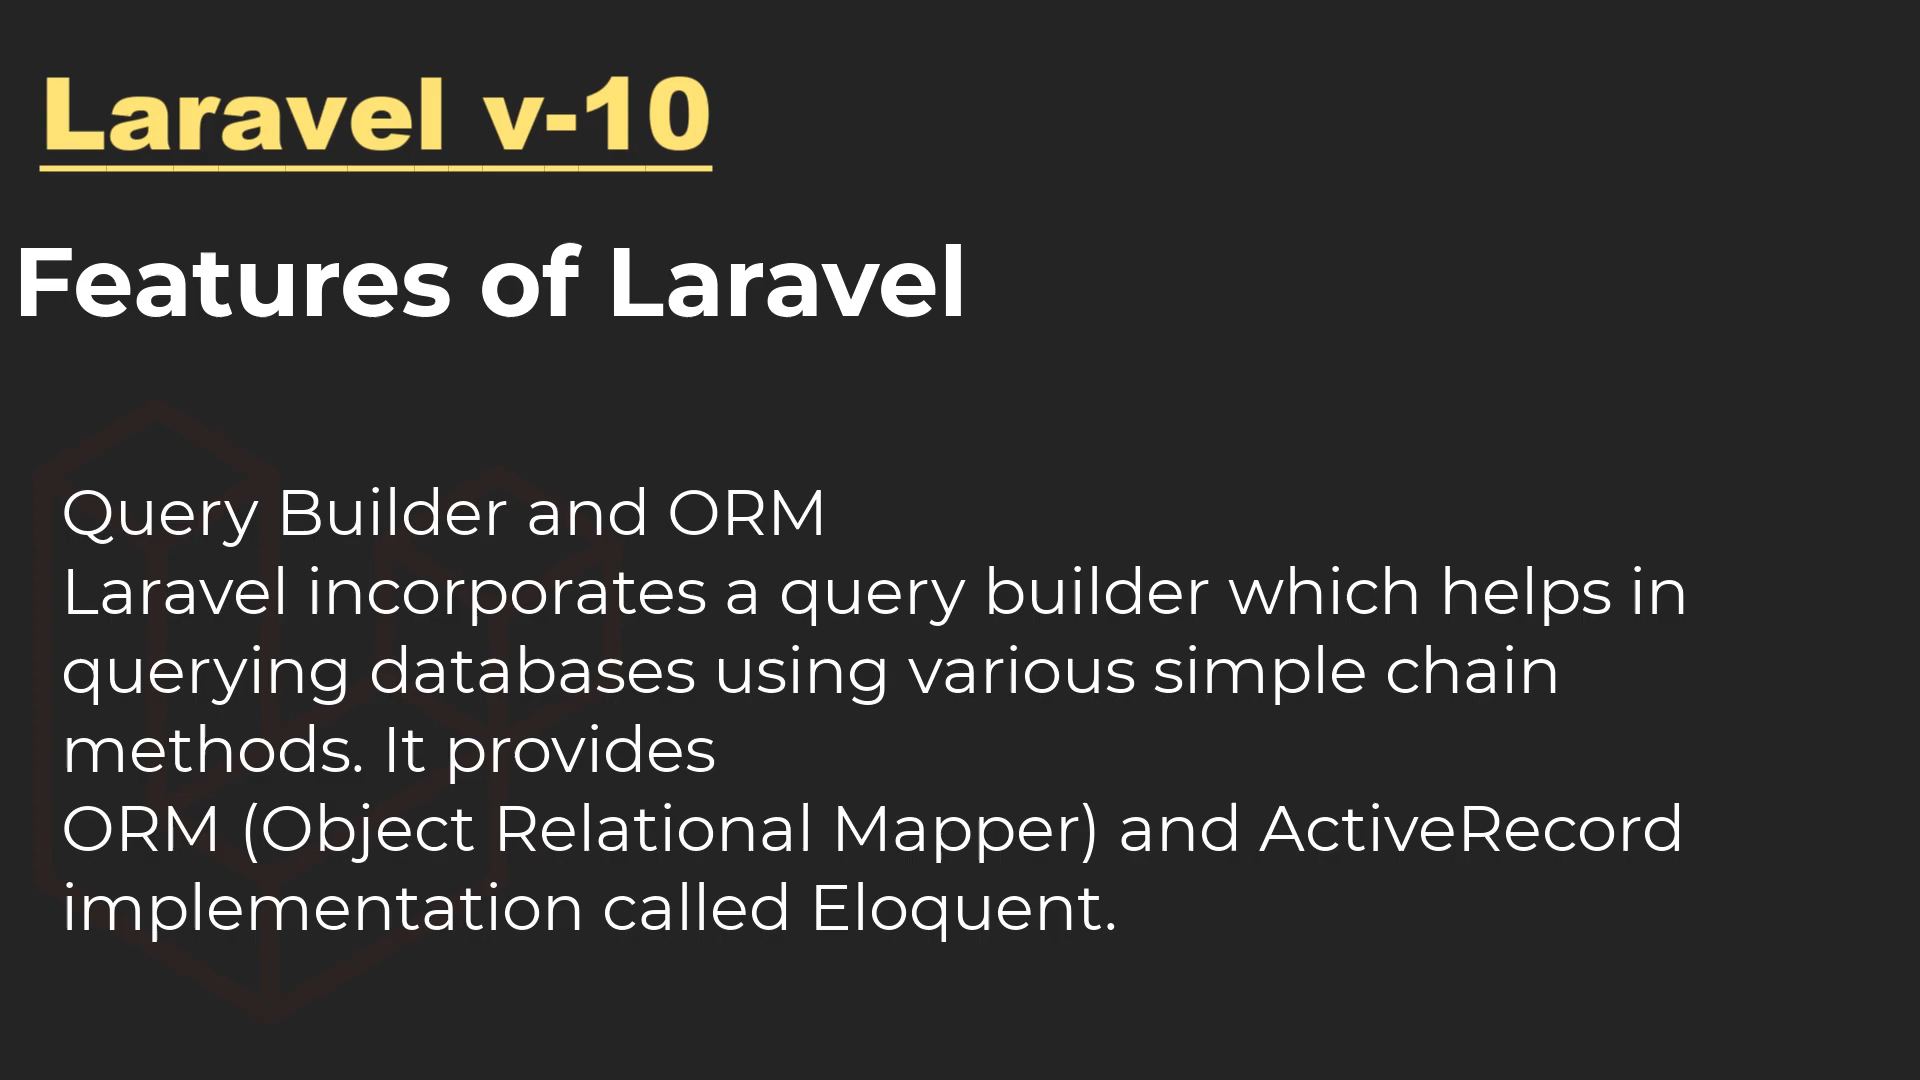 Laravel v-10
Features of Laravel
Query Builder and ORM
Laravel incorporates a query builder which helps in
querying databases using various simple chain
methods. It provides
ORM (Object Relational Mapper) and ActiveRecord
implementation called Eloquent.